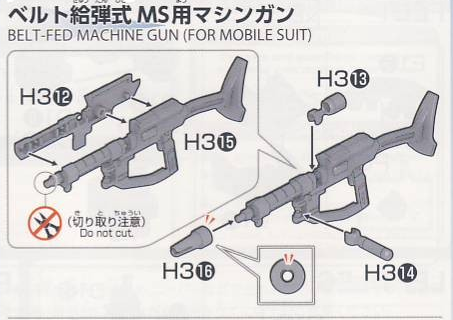 ベルト給弾式 MS用マシンガン
BELT-FED MACHINE GUN (FOR MOBILE SUIT)
H3⑫
H3⑬
H3⑮
(切り取り注意)
Do not cut.
H3⑯
H3⑭